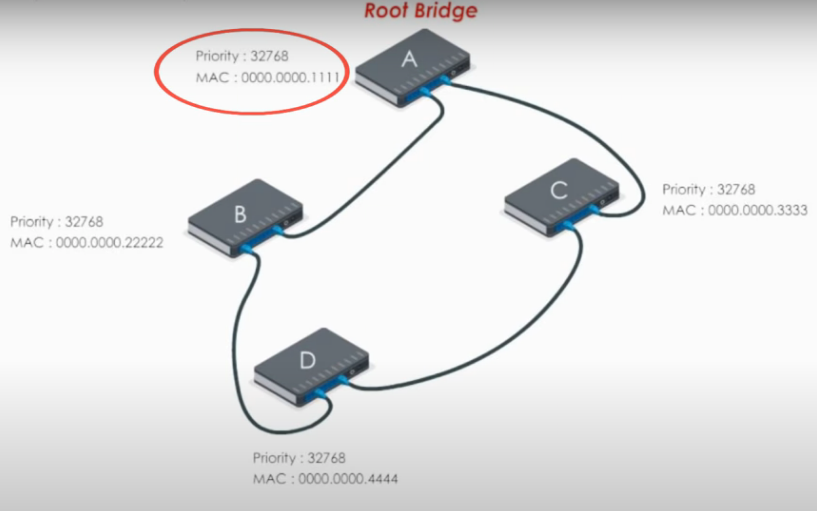 Root Bridge
Priority : 32768
MAC : 0000.0000.1111
A
B
C
Priority : 32768
MAC : 0000.0000.22222
Priority : 32768
MAC : 0000.0000.3333
D
Priority : 32768
MAC : 0000.0000.4444